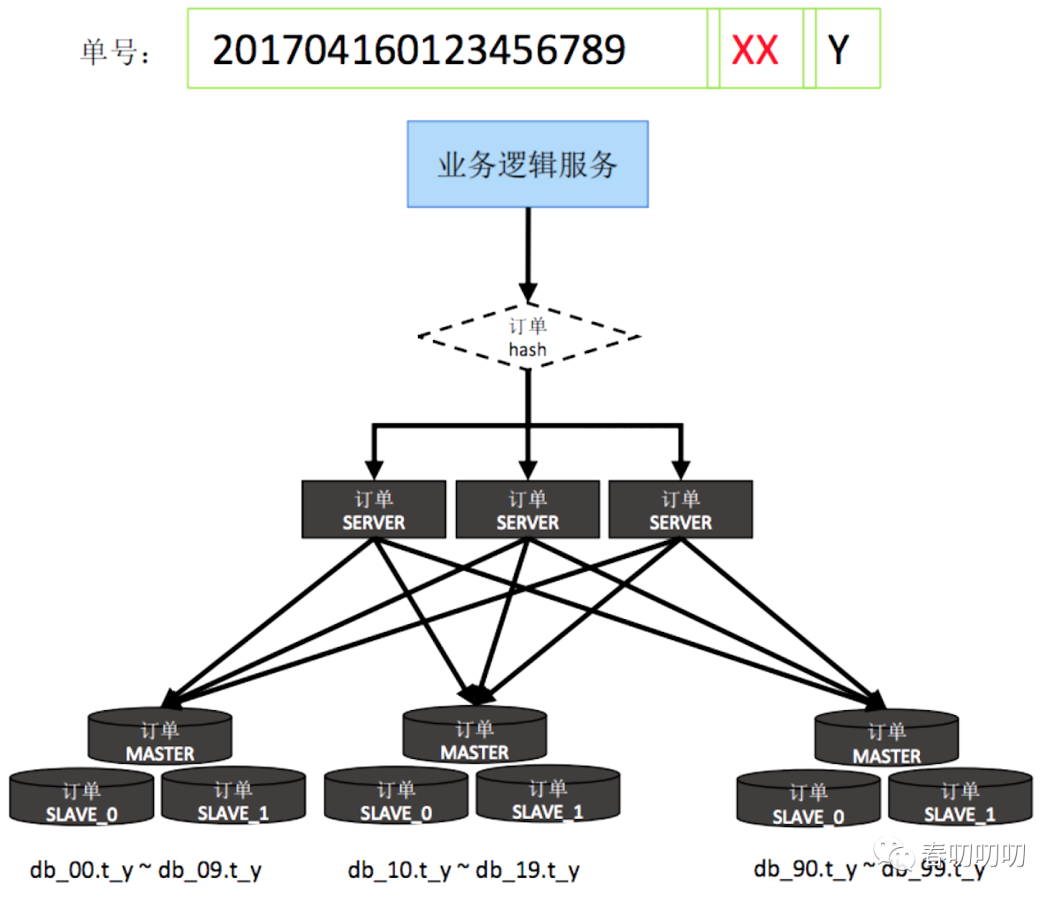 单号： 201704160123456789 XX Y
业务逻辑服务
订单
hash
订单 订单 订单
SERVER SERVER SERVER
订单 订单 订单
MASTER MASTER MASTER
订单 订单 订单 订单 订单 订单
SLAVE_0 SLAVE_1 SLAVE_0 SLAVE_1 SLAVE_0 SLAVE_1
db_00.t_y ~ db_09.t_y db_10.t_y ~ db_19.t_y db_90.t_y ~ db_99.t_y
春叨叨叨